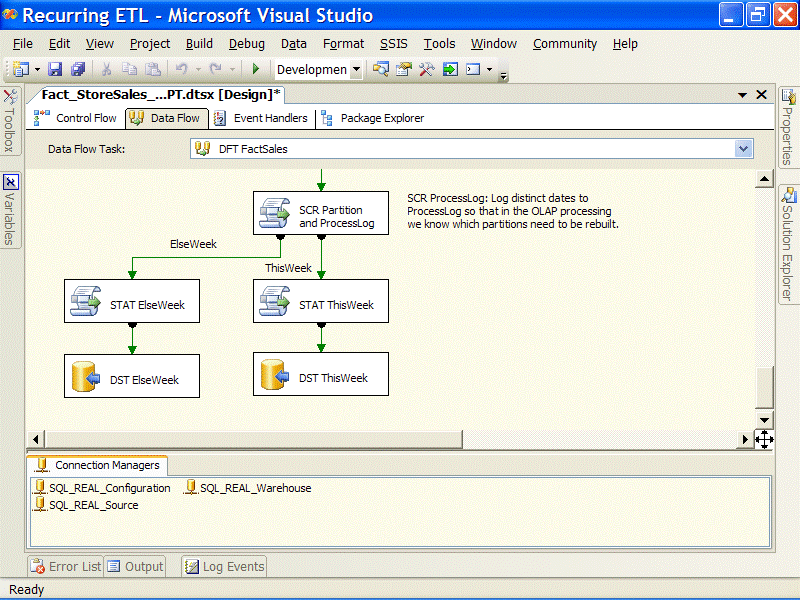 Recurring ETL - Microsoft Visual Studio
File Edit View Project Build Debug Data Format SSIS Tools Window Community Help
Developmen
Fact_StoreSales_...PT.dtsx [Design]*
Control Flow Data Flow Event Handlers Package Explorer
Toolbox
Variables
Properties
Solution Explorer
Data Flow Task: DFT FactSales
SCR Partition
and ProcessLog
SCR ProcessLog: Log distinct dates to
ProcessLog so that in the OLAP processing
we know which partitions need to be rebuilt.
ElseWeek
ThisWeek
STAT ElseWeek STAT ThisWeek
DST ElseWeek DST ThisWeek
Connection Managers
SQL_REAL_Configuration SQL_REAL_Warehouse
SQL_REAL_Source
Error List Output Log Events
Ready